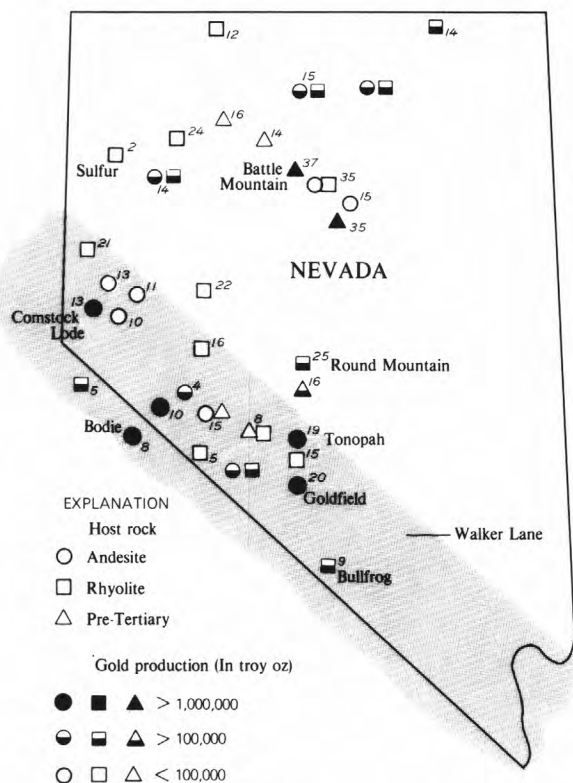 12
14
15
16
24
14
2
Sulfur
14
Battle
Mountain
37
35
15
35
21
NEVADA
13
11
22
13
Comstock
Lode
10
16
25
Round Mountain
16
5
4
10
15
8
Bodie
8
19
Tonopah
5
15
20
Goldfield
EXPLANATION
Host rock
Andesite
Rhyolite
Pre-Tertiary
Walker Lane
9
Bullfrog
Gold production (In troy oz)
> 1,000,000
> 100,000
< 100,000